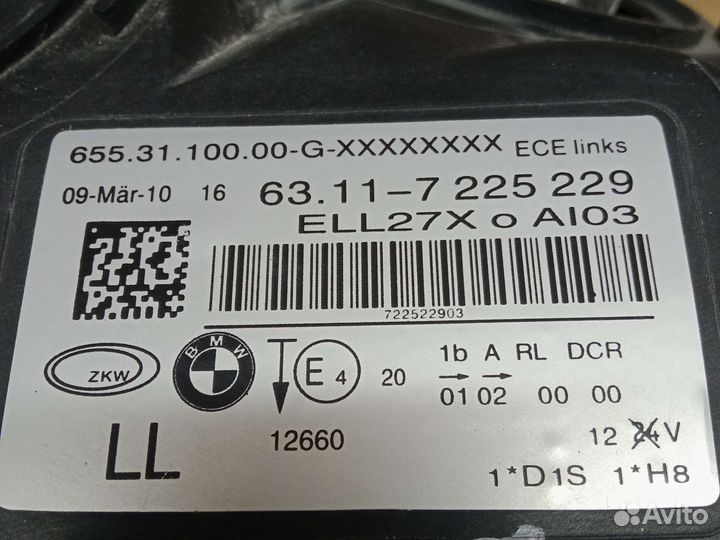 655.31.100.00-G-XXXXXXXX ECE links
09-Mär-10 16 63.11-7 225 229
ELL27X o AI03
722522903
ZKW BMW E4 20 1b A RL DCR
01 02 00 00
LL 12660 12 24 V
1*D1S 1*H8
Avito